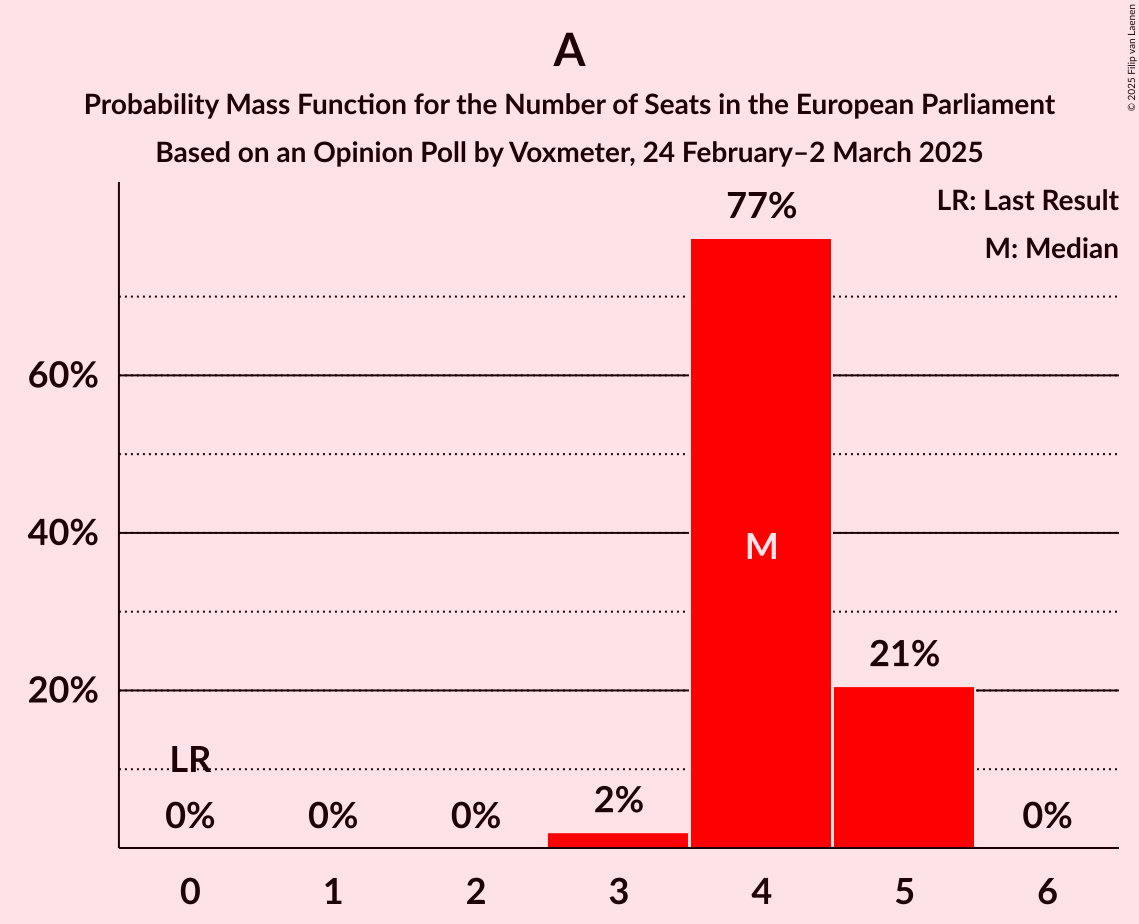 A
Probability Mass Function for the Number of Seats in the European Parliament
Based on an Opinion Poll by Voxmeter, 24 February–2 March 2025
© 2025 Filip van Laenen
LR: Last Result
M: Median
77%
60%
40%
M
21%
20%
LR
2%
0%
0%
0%
0%
0 1 2 3 4 5 6